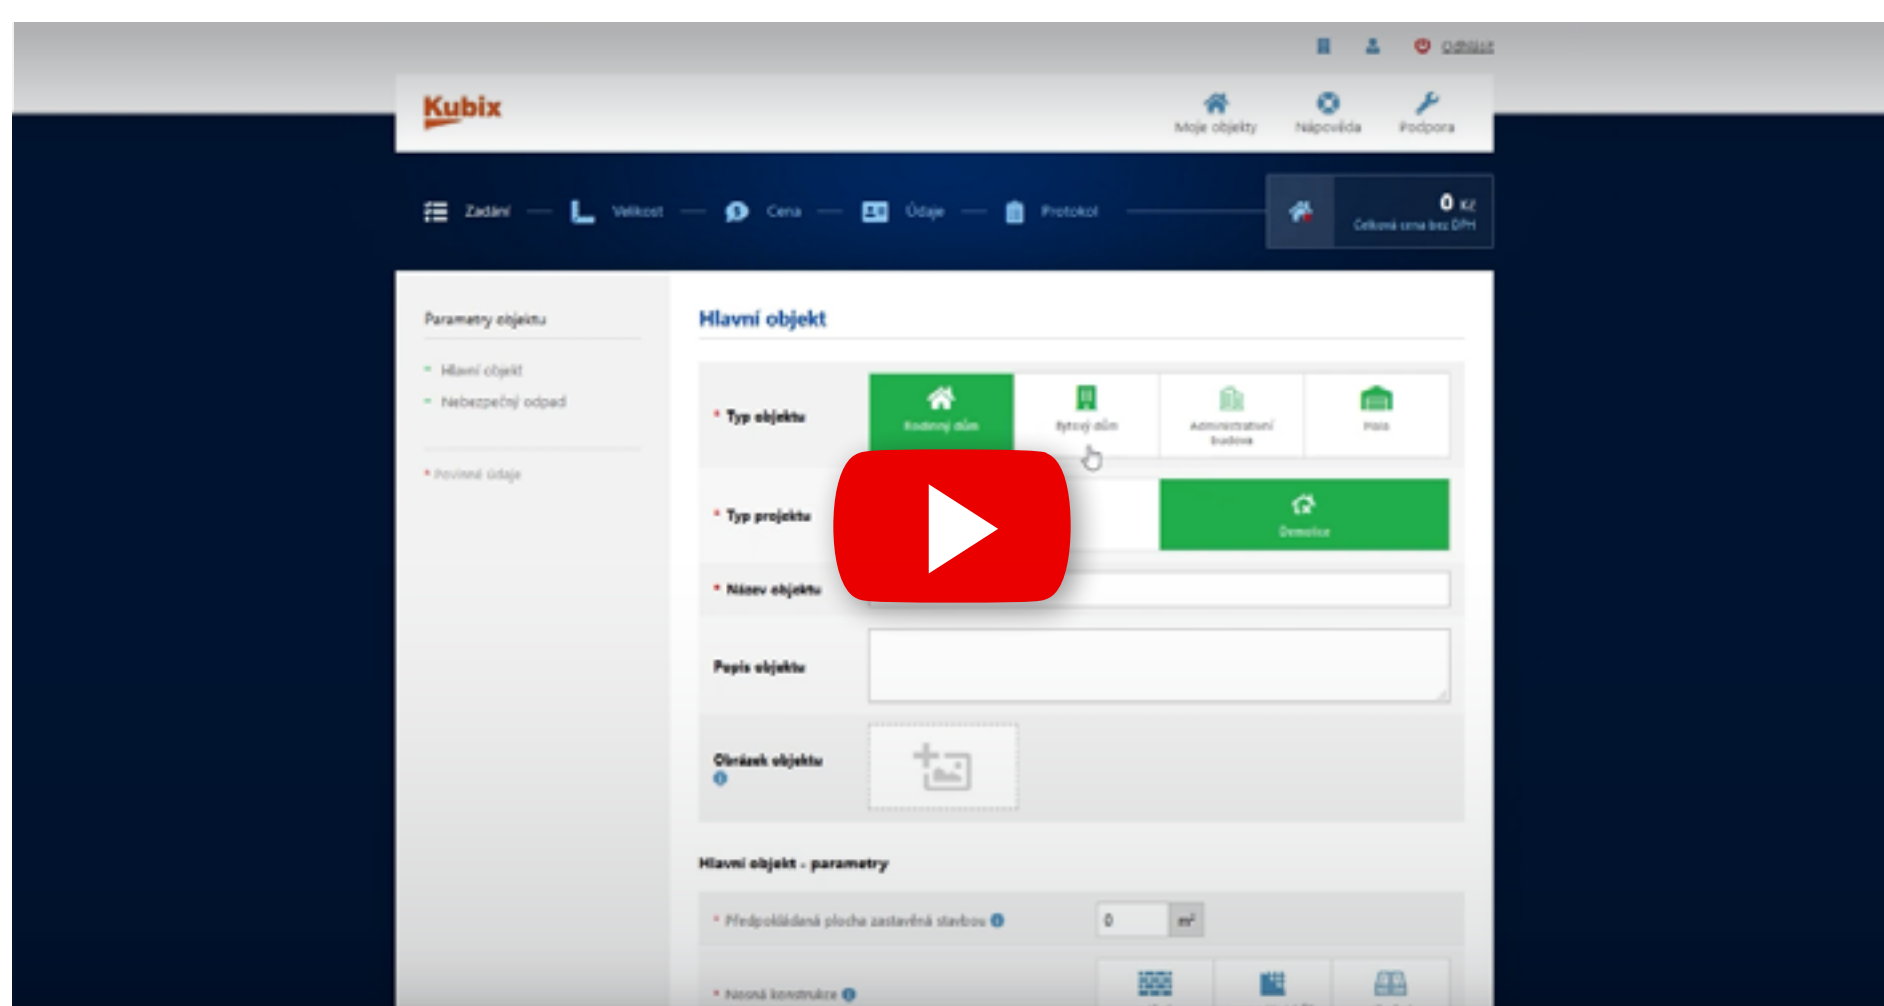 Odhlásit
Kubix
Moje objekty
Nápověda
Podpora
Zadání
Velikost
Cena
Údaje
Protokol
0 Kč
Celková cena bez DPH
Parametry objektu
Hlavní objekt
Nebezpečný odpad
* Povinné údaje
Hlavní objekt
* Typ objektu
Rodinný dům
Bytový dům
Administrativní
budova
Hala
* Typ projektu
Demolice
* Název objektu
Popis objektu
Obrázek objektu
Hlavní objekt - parametry
* Předpokládaná plocha zastavěná stavbou
0
m²
* Nosná konstrukce